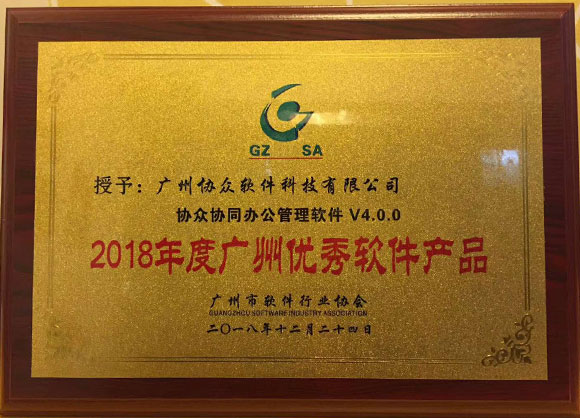 GZ SA
授予：广州协众软件科技有限公司
协众协同办公管理软件 V4.0.0
2018年度广州优秀软件产品
广州市软件行业协会
GUANGZHOU SOFTWARE INDUSTRY ASSOCIATION
二〇一八年十二月二十四日